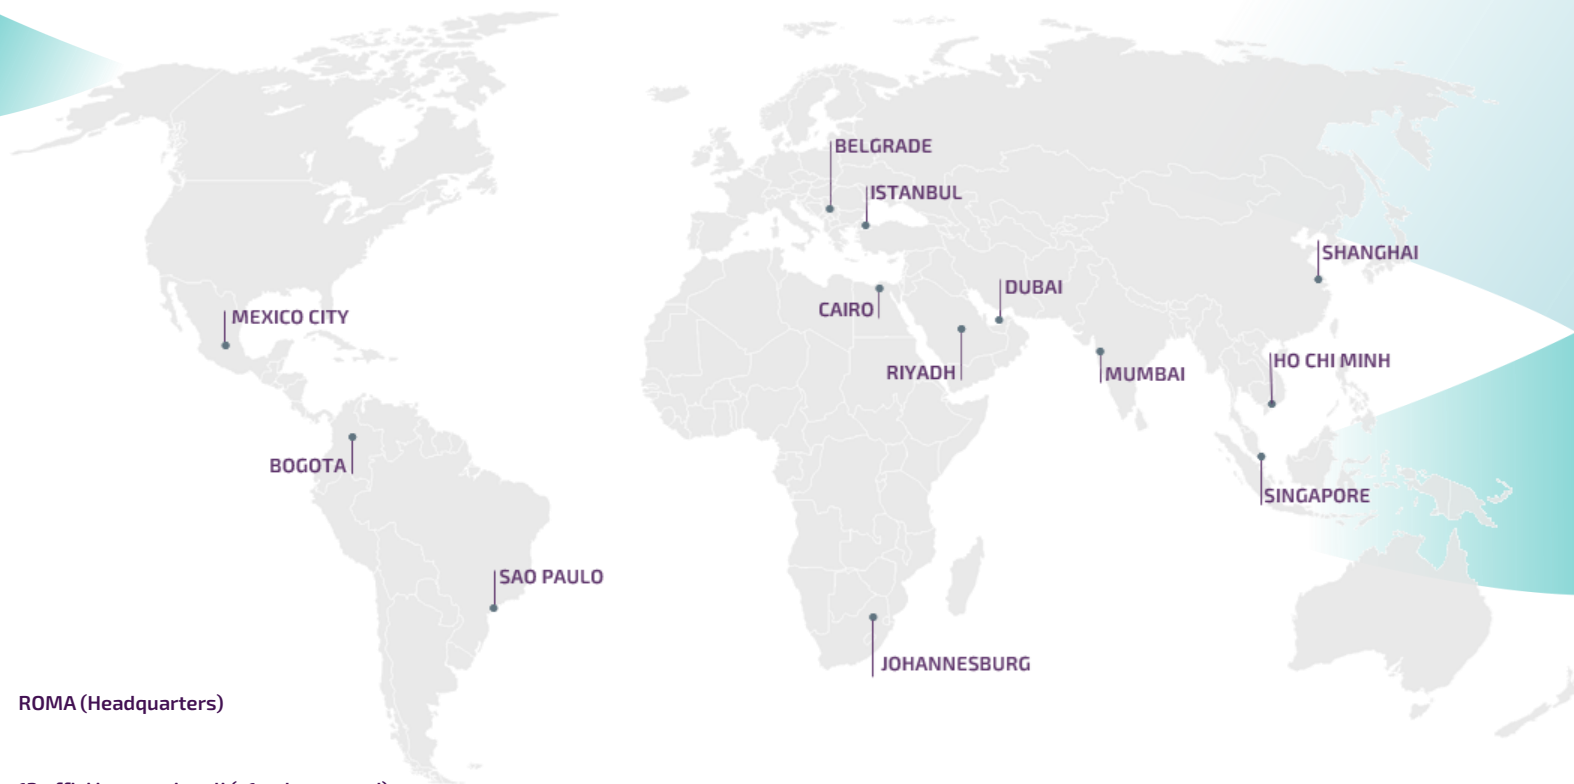 BELGRADE
ISTANBUL
SHANGHAI
DUBAI
CAIRO
MEXICO CITY
HO CHI MINH
RIYADH
MUMBAI
BOGOTA
SINGAPORE
SAO PAULO
JOHANNESBURG
ROMA (Headquarters)